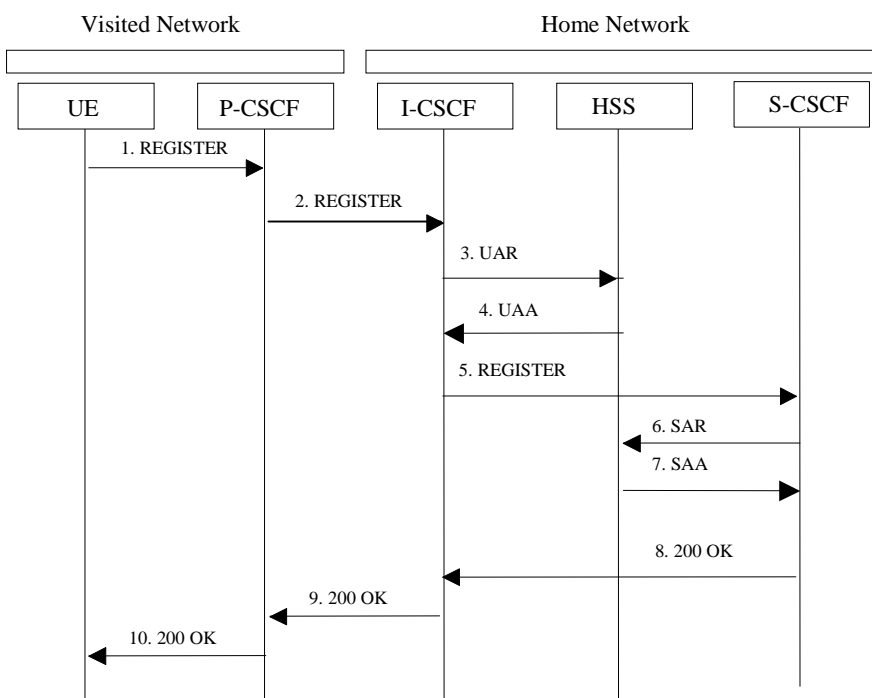 Visited Network
Home Network
UE
P-CSCF
I-CSCF
HSS
S-CSCF
1. REGISTER
2. REGISTER
3. UAR
4. UAA
5. REGISTER
6. SAR
7. SAA
8. 200 OK
9. 200 OK
10. 200 OK